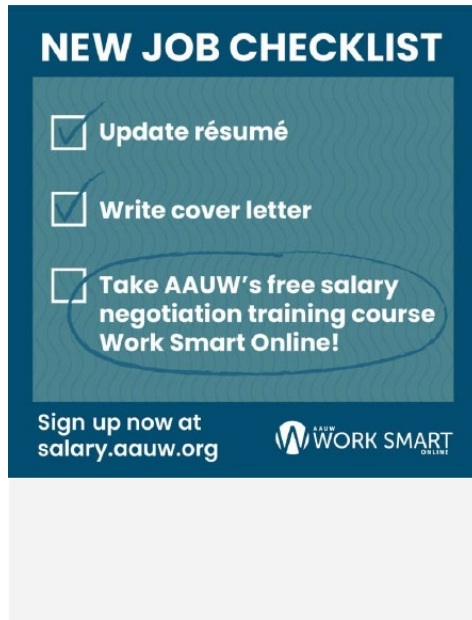 NEW JOB CHECKLIST
Update résumé
Write cover letter
Take AAUW's free salary
negotiation training course
Work Smart Online!
Sign up now at
salary.aauw.org
AAUW
WORK SMART
ONLINE